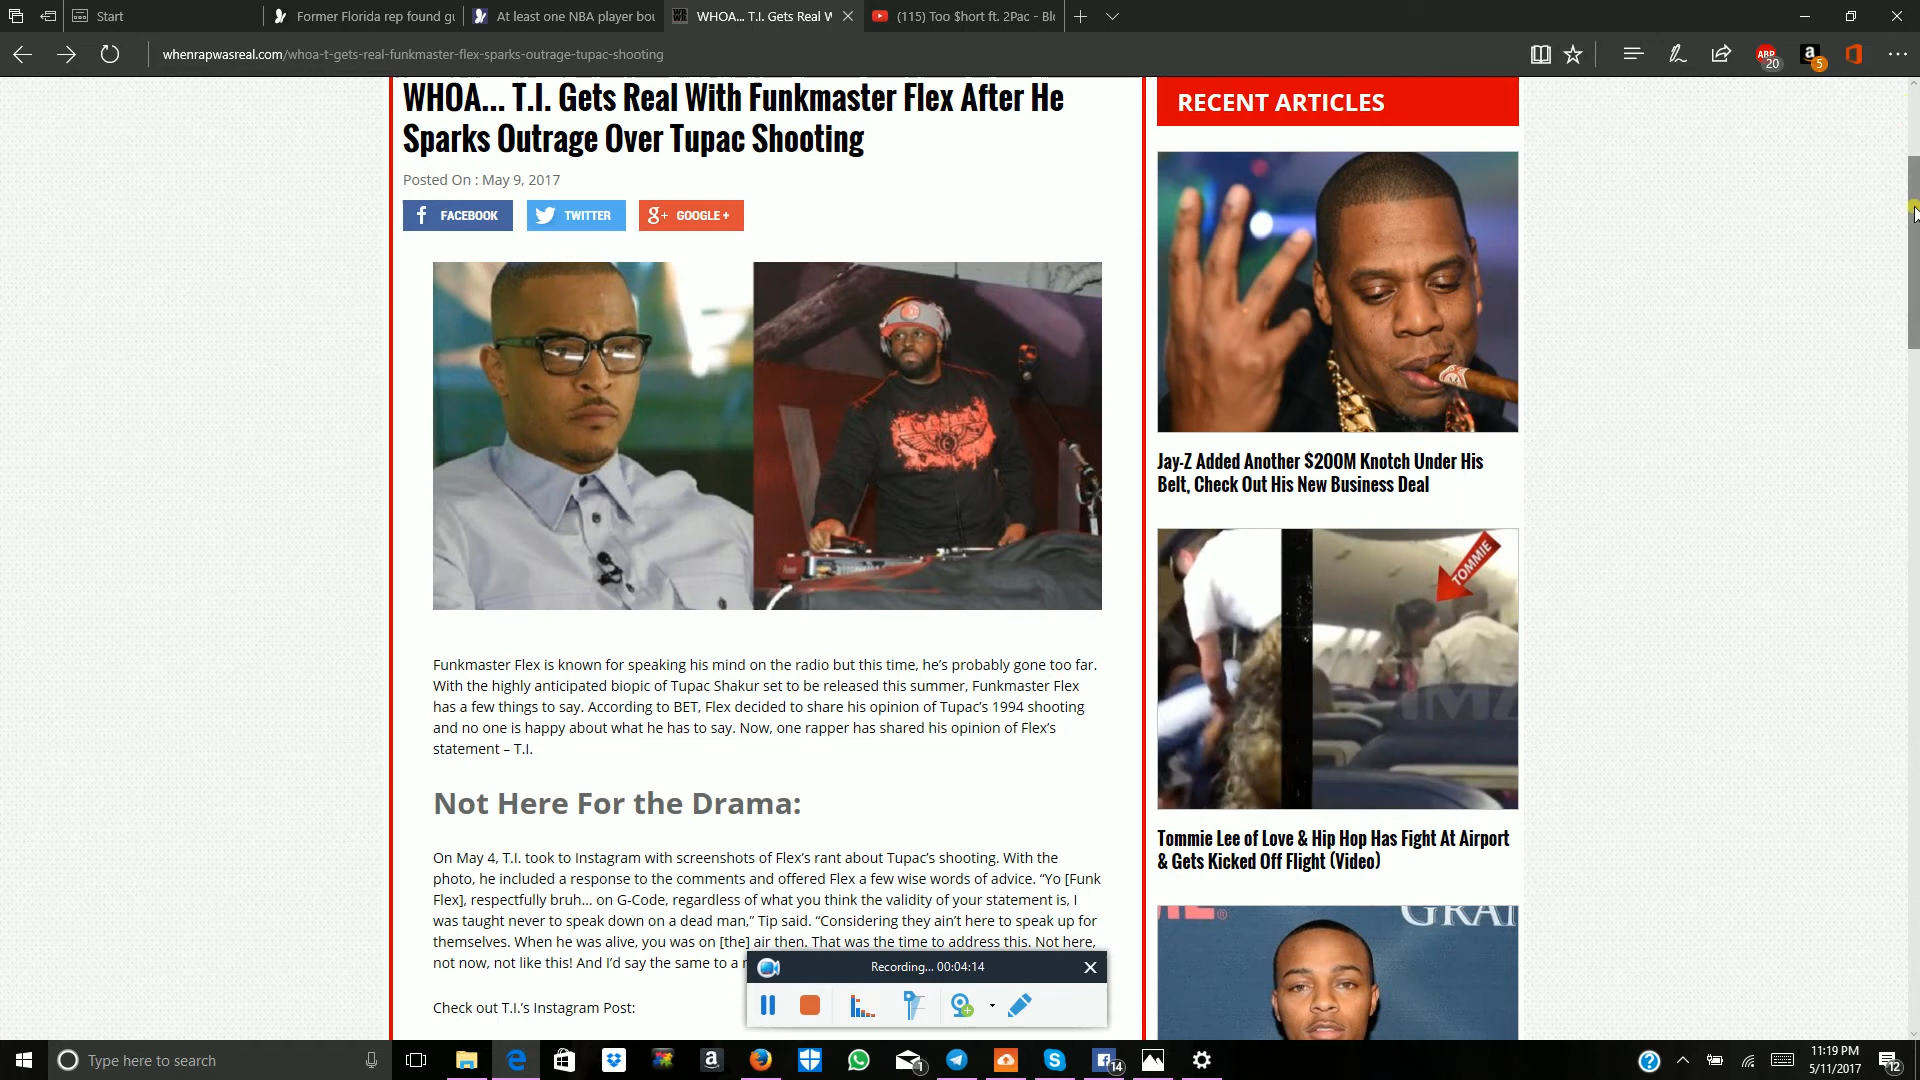 Start
Former Florida rep found gu
At least one NBA player bou
WHOA... T.I. Gets Real W
(115) Too $hort ft. 2Pac - Blo
whenrapwasreal.com/whoa-t-gets-real-funkmaster-flex-sparks-outrage-tupac-shooting
ABP
20
a
5
WHOA... T.I. Gets Real With Funkmaster Flex After He
Sparks Outrage Over Tupac Shooting
Posted On : May 9, 2017
f FACEBOOK
TWITTER
g+ GOOGLE +
Funkmaster Flex is known for speaking his mind on the radio but this time, he's probably gone too far.
With the highly anticipated biopic of Tupac Shakur set to be released this summer, Funkmaster Flex
has a few things to say. According to BET, Flex decided to share his opinion of Tupac's 1994 shooting
and no one is happy about what he has to say. Now, one rapper has shared his opinion of Flex's
statement – T.I.
Not Here For the Drama:
On May 4, T.I. took to Instagram with screenshots of Flex's rant about Tupac's shooting. With the
photo, he included a response to the comments and offered Flex a few wise words of advice. “Yo [Funk
Flex], respectfully bruh... on G-Code, regardless of what you think the validity of your statement is, I
was taught never to speak down on a dead man,” Tip said. “Considering they ain't here to speak up for
themselves. When he was alive, you was on [the] air then. That was the time to address this. Not here,
not now, not like this! And I'd say the same to a
Check out T.I.'s Instagram Post:
RECENT ARTICLES
Jay-Z Added Another $200M Knotch Under His
Belt, Check Out His New Business Deal
TOMMIE
Tommie Lee of Love & Hip Hop Has Fight At Airport
& Gets Kicked Off Flight (Video)
GRAM
Recording... 00:04:14
Type here to search
1
14
11:19 PM
5/11/2017
12